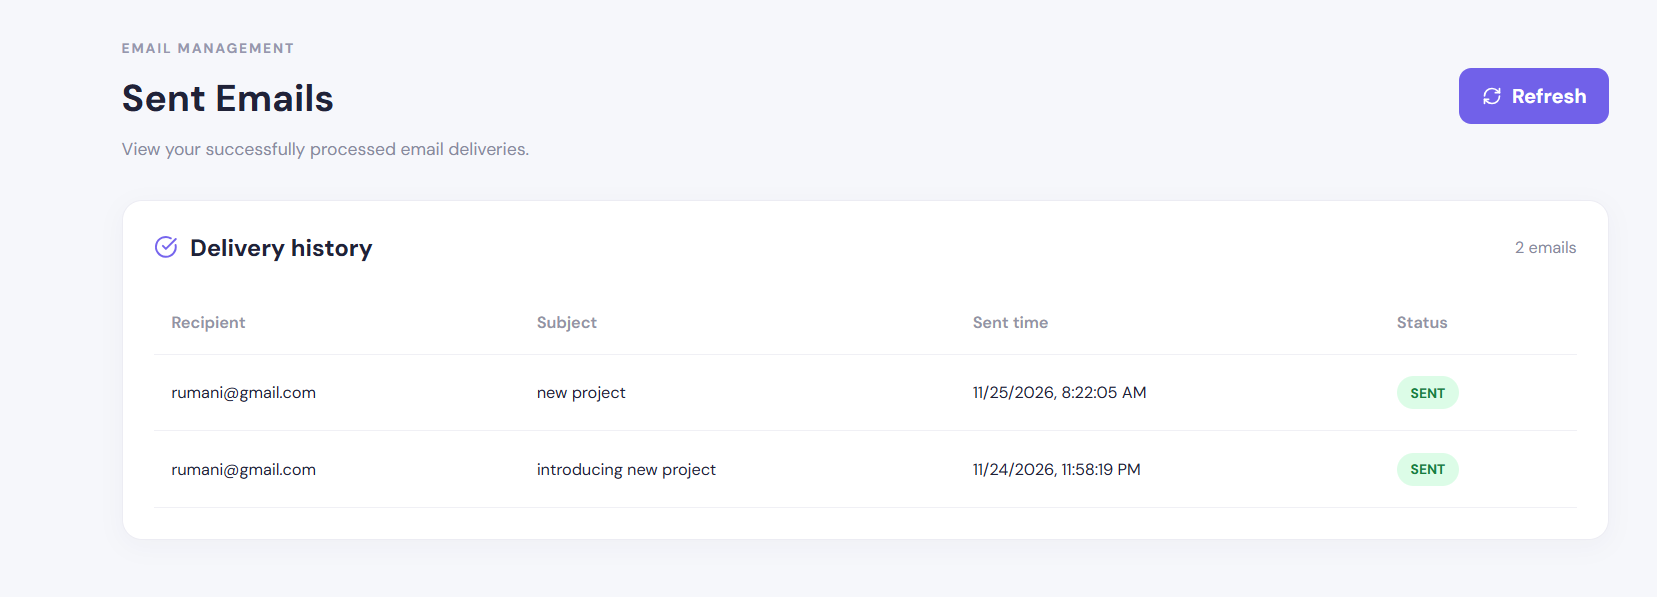 EMAIL MANAGEMENT
Sent Emails
Refresh
View your successfully processed email deliveries.
Delivery history
2 emails
Recipient Subject Sent time Status
rumani@gmail.com new project 11/25/2026, 8:22:05 AM SENT
rumani@gmail.com introducing new project 11/24/2026, 11:58:19 PM SENT